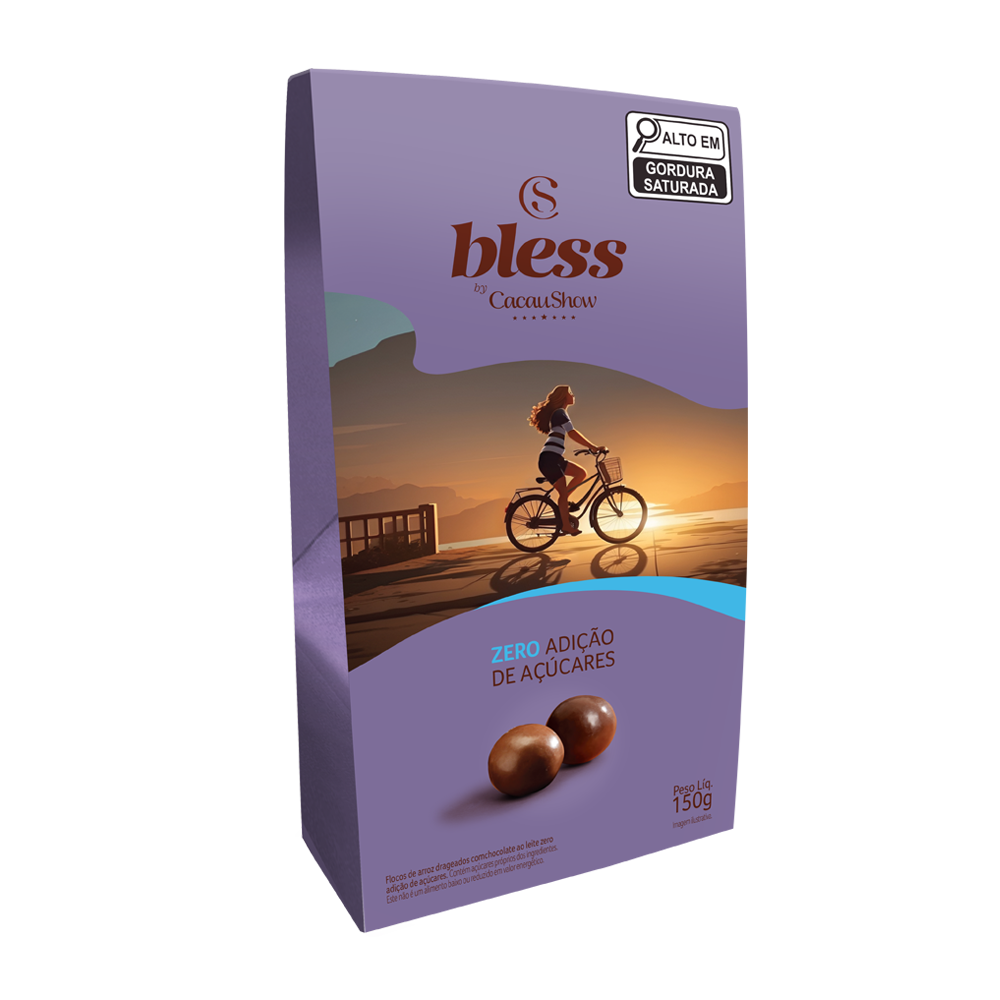 ALTO EM
GORDURA
SATURADA
CS
bless
by CacauShow
ZERO ADIÇÃO
DE AÇÚCARES
Peso Líq.
150g
Imagem ilustrativa.
Flocos de arroz drageados comchocolate ao leite zero
adição de açúcares. Contém açúcares próprios dos ingredientes.
Este não é um alimento baixo ou reduzido em valor energético.